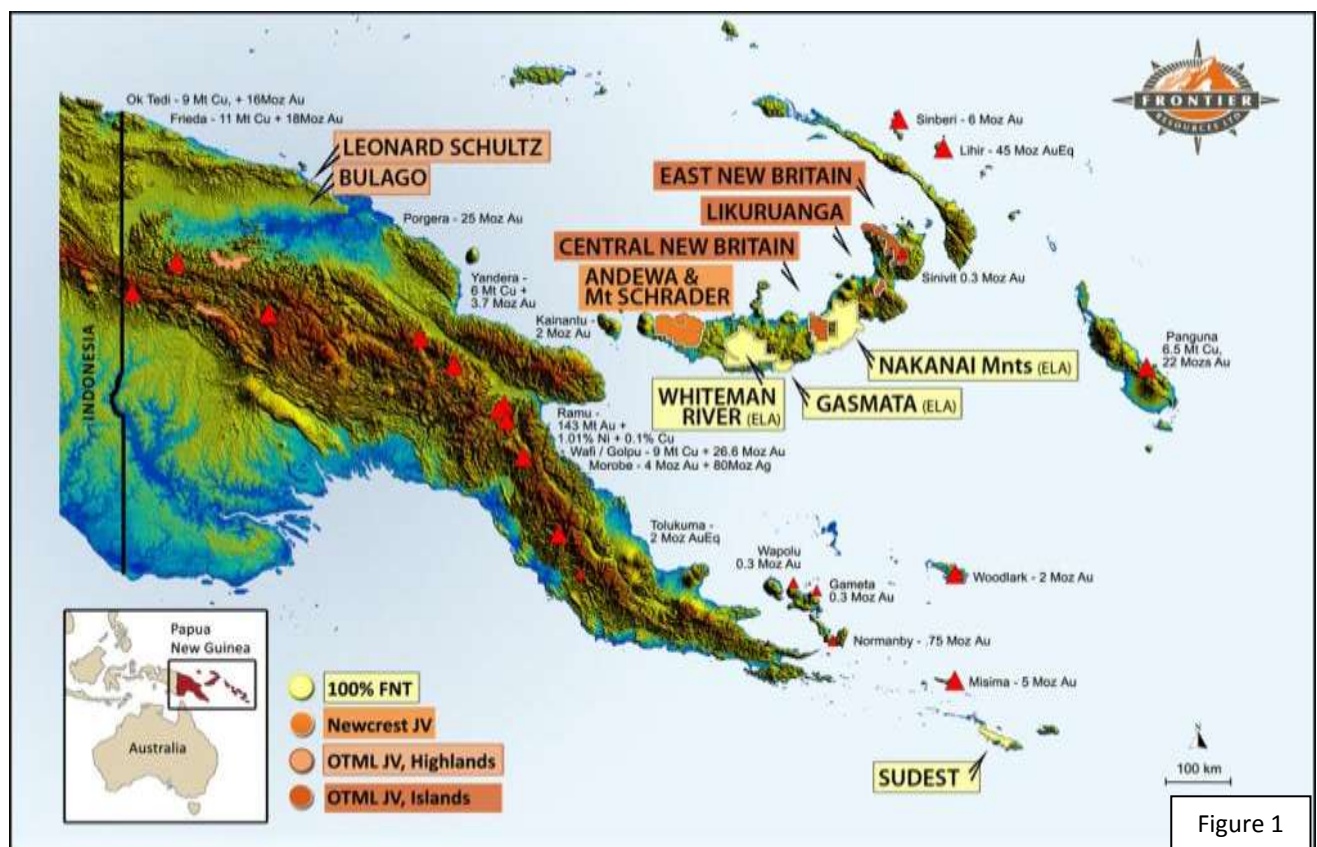 Ok Tedi - 9 Mt Cu, + 16Moz Au
Frieda - 11 Mt Cu + 18Moz Au
LEONARD SCHULTZ
BULAGO
Porgera - 25 Moz Au
Yandera -
6 Mt Cu +
3.7 Moz Au
Kainantu -
2 Moz Au
FRONTIER
RESOURCES LTD
Sinberi - 6 Moz Au
Lihir - 45 Moz AuEq
EAST NEW BRITAIN
LIKURUANGA
CENTRAL NEW BRITAIN
ANDEWA &
Mt SCHRADER
Sinivit 0.3 Moz Au
Panguna
6.5 Mt Cu,
22 Mozs Au
NAKANAI Mnts (ELA)
WHITEMAN
RIVER (ELA)
GASMATA (ELA)
INDONESIA
Ramu -
143 Mt Au +
1.01% Ni + 0.1% Cu
- Wafi / Golpu - 9 Mt Cu + 26.6 Moz Au
Morobe - 4 Moz Au + 80Moz Ag
Tolukuma -
2 Moz AuEq
Wapolu
0.3 Moz Au
Gameta
0.3 Moz Au
Woodlark - 2 Moz Au
Normanby - .75 Moz Au
Misima - 5 Moz Au
SUDEST
Papua
New Guinea
Australia
100% FNT
Newcrest JV
OTML JV, Highlands
OTML JV, Islands
N
100 km
Figure 1